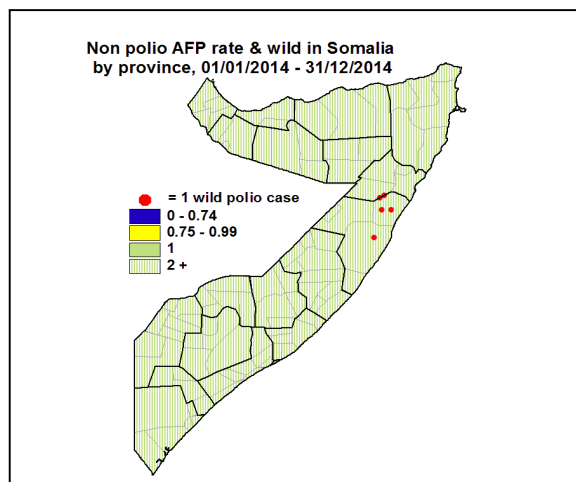 Non polio AFP rate & wild in Somalia
by province, 01/01/2014 - 31/12/2014
= 1 wild polio case
0 - 0.74
0.75 - 0.99
1
2 +